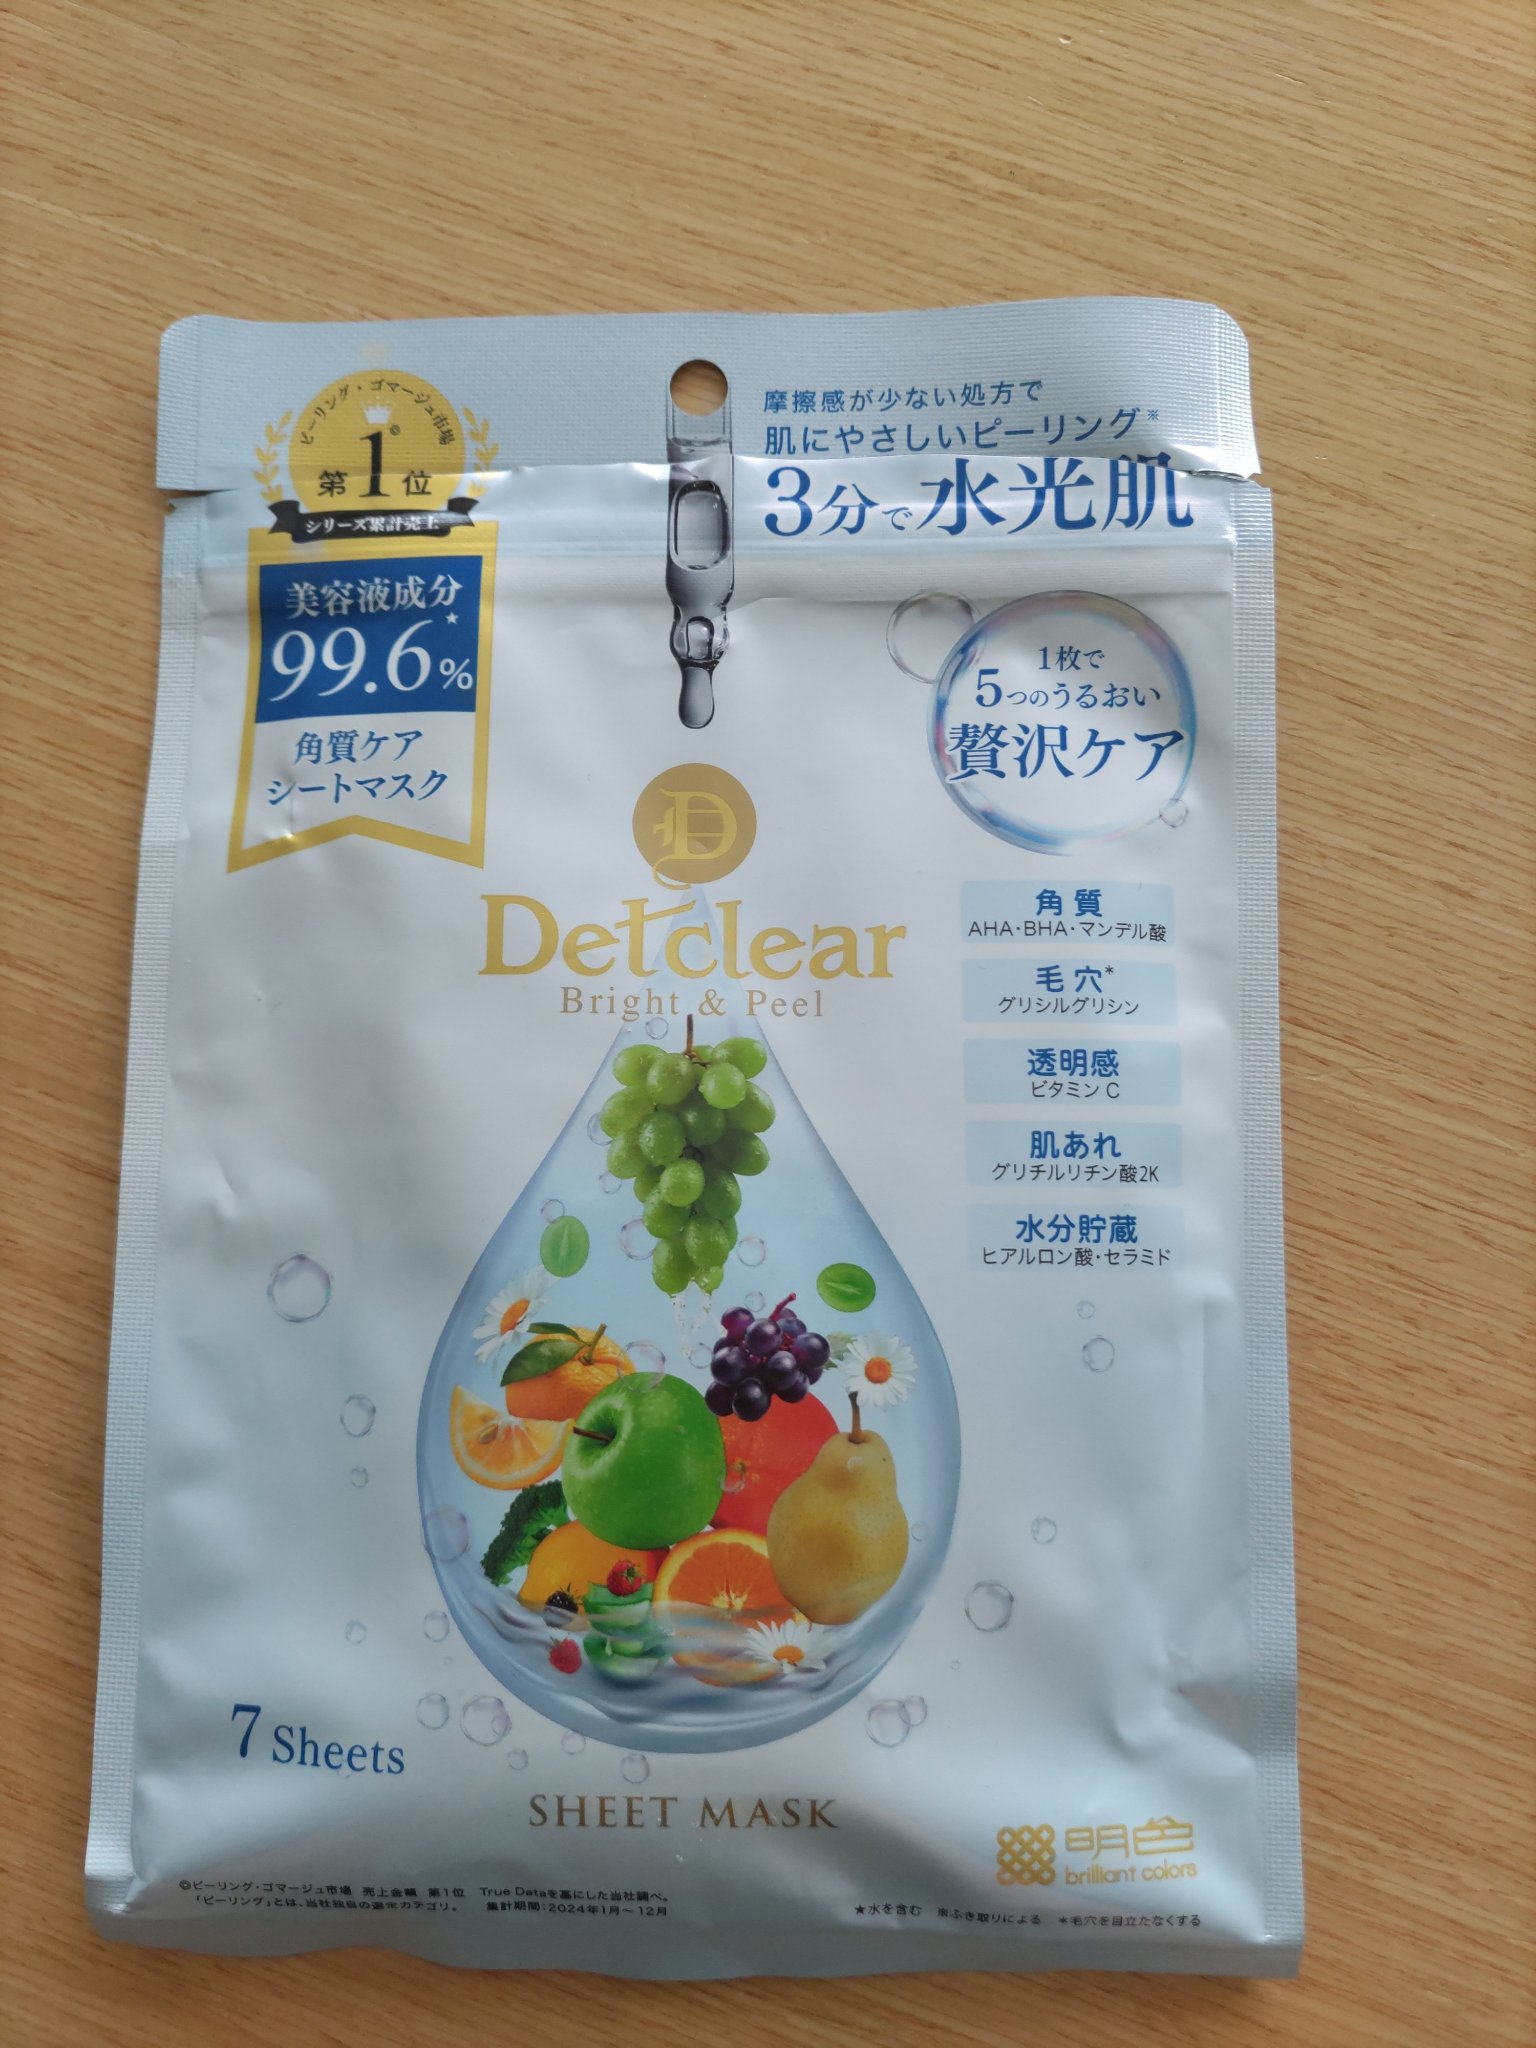 ピーリング・ゴマージュ市場
第1◎位
シリーズ累計売上
美容液成分
99.6%★
角質ケア
シートマスク
摩擦感が少ない処方で
肌にやさしいピーリング※
3分で水光肌
1枚で
5つのうるおい
贅沢ケア
D
Detclear
Bright & Peel
角質
AHA・BHA・マンデル酸
毛穴*
グリシルグリシン
透明感
ビタミンC
肌あれ
グリチルリチン酸2K
水分貯蔵
ヒアルロン酸・セラミド
7 Sheets
SHEET MASK
明色
brilliant colors
◎ピーリング・ゴマージュ市場 売上金額 第1位 True Dataを基にした当社調べ。
「ピーリング」とは、当社独自の選定カテゴリ。 集計期間:2024年1月～12月
★水を含む ※ふき取りによる *毛穴を目立たなくする